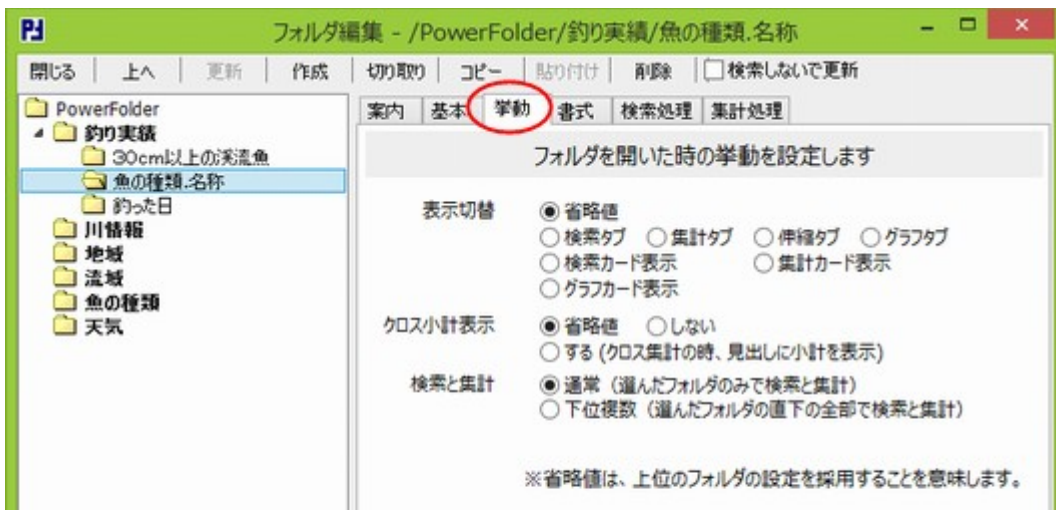 フォルダ編集 - /PowerFolder/釣り実績/魚の種類.名称
閉じる 上へ 更新 作成 切り取り コピー 貼り付け 削除 検索しないで更新
PowerFolder
釣り実績
30cm以上の渓流魚
魚の種類.名称
釣った日
川情報
地域
流域
魚の種類
天気
案内 基本 挙動 書式 検索処理 集計処理
フォルダを開いた時の挙動を設定します
表示切替 省略値
検索タブ 集計タブ 伸縮タブ グラフタブ
検索カード表示 集計カード表示
グラフカード表示
クロス小計表示 省略値 しない
する (クロス集計の時、見出しに小計を表示)
検索と集計 通常 (選んだフォルダのみで検索と集計)
下位複数 (選んだフォルダの直下の全部で検索と集計)
※省略値は、上位のフォルダの設定を採用することを意味します。